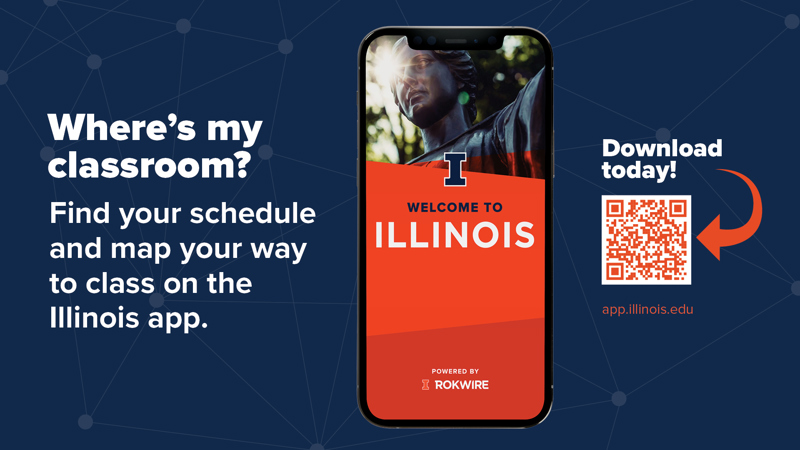 Where's my
classroom?
Find your schedule
and map your way
to class on the
Illinois app.
I
WELCOME TO
ILLINOIS
POWERED BY
I ROKWIRE
Download
today!
app.illinois.edu